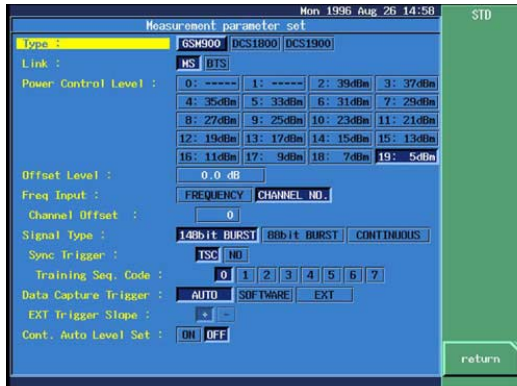 Mon 1996 Aug 26 14:58
STD
Measurement parameter set
Type : GSM900 DCS1800 DCS1900
Link : MS BTS
Power Control Level : 0: ----- 1: ----- 2: 39dBm 3: 37dBm
4: 35dBm 5: 33dBm 6: 31dBm 7: 29dBm
8: 27dBm 9: 25dBm 10: 23dBm 11: 21dBm
12: 19dBm 13: 17dBm 14: 15dBm 15: 13dBm
16: 11dBm 17: 9dBm 18: 7dBm 19: 5dBm
Offset Level : 0.0 dB
Freq Input : FREQUENCY CHANNEL NO.
Channel Offset : 0
Signal Type : 148bit BURST 88bit BURST CONTINUOUS
Sync Trigger : TSC NO
Training Seq. Code : 0 1 2 3 4 5 6 7
Data Capture Trigger : AUTO SOFTWARE EXT
EXT Trigger Slope : + -
Cont. Auto Level Set : ON OFF
return